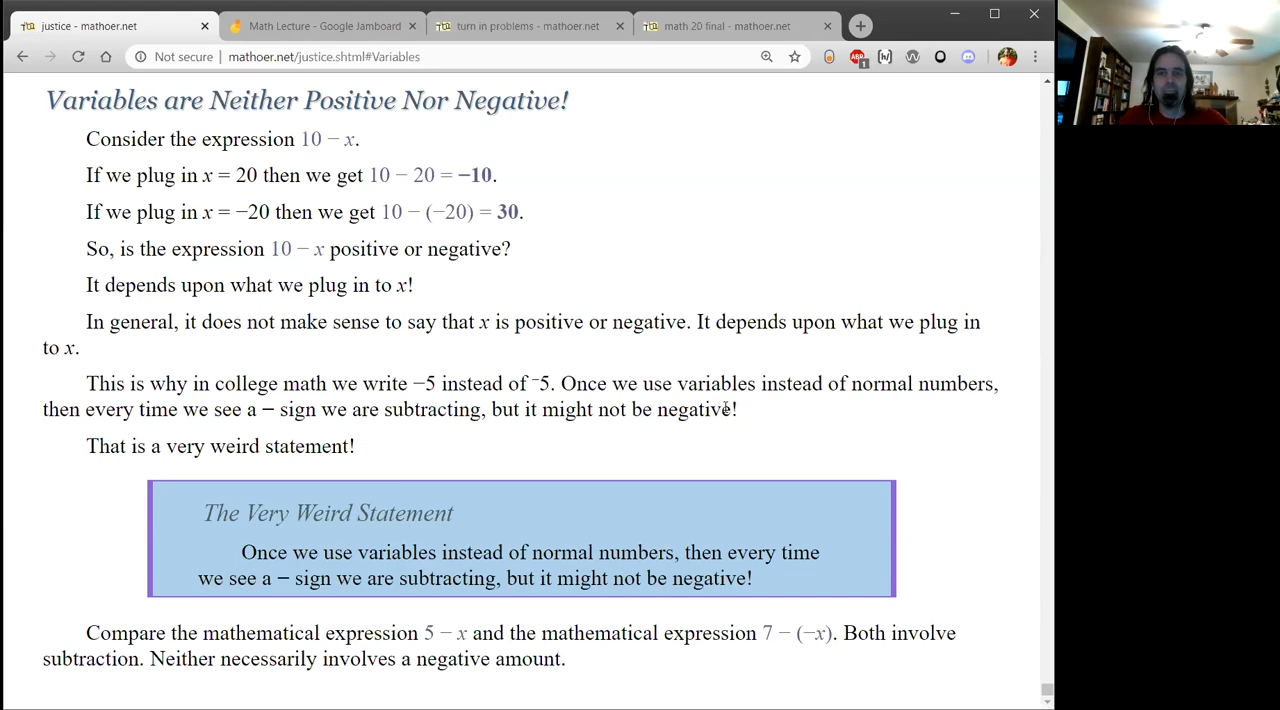 justice - mathoer.net
Math Lecture - Google Jamboard
turn in problems - mathoer.net
math 20 final - mathoer.net
Not secure | mathoer.net/justice.shtml#Variables
ABP
1
Variables are Neither Positive Nor Negative!
Consider the expression 10 − x.
If we plug in x = 20 then we get 10 − 20 = −10.
If we plug in x = −20 then we get 10 − (−20) = 30.
So, is the expression 10 − x positive or negative?
It depends upon what we plug in to x!
In general, it does not make sense to say that x is positive or negative. It depends upon what we plug in
to x.
This is why in college math we write −5 instead of ⁻5. Once we use variables instead of normal numbers,
then every time we see a − sign we are subtracting, but it might not be negative!
That is a very weird statement!
The Very Weird Statement
Once we use variables instead of normal numbers, then every time
we see a − sign we are subtracting, but it might not be negative!
Compare the mathematical expression 5 − x and the mathematical expression 7 − (−x). Both involve
subtraction. Neither necessarily involves a negative amount.